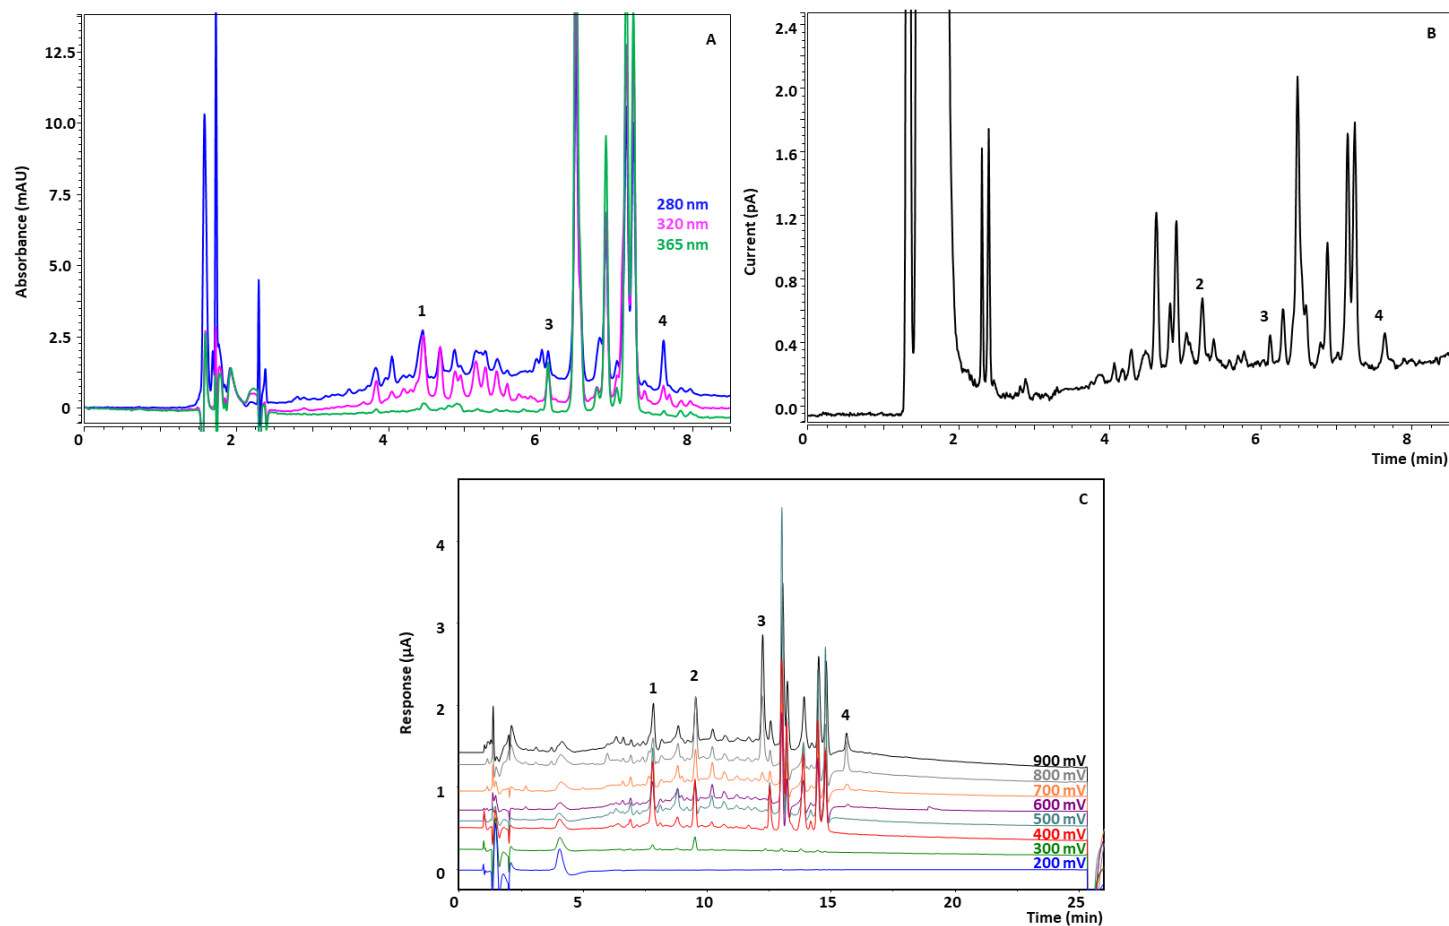 A
12.5
10.0
7.5
5.0
2.5
0
Absorbance (mAU)
280 nm
320 nm
365 nm
1
3
4
0 2 4 6 8
B
2.4
2.0
1.6
1.2
0.8
0.4
0.0
Current (pA)
2
3
4
0 2 4 6 8
Time (min)
C
4
3
2
1
0
Response (µA)
1
2
3
4
900 mV
800 mV
700 mV
600 mV
500 mV
400 mV
300 mV
200 mV
0 5 10 15 20 25
Time (min)